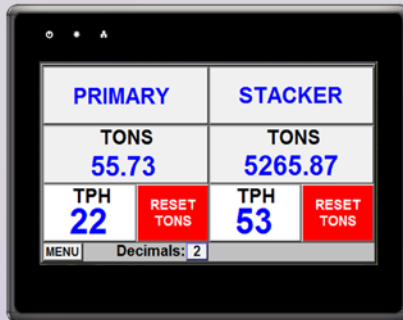 PRIMARY STACKER
TONS TONS
55.73 5265.87
TPH RESET TONS TPH RESET TONS
22 53
MENU Decimals: 2